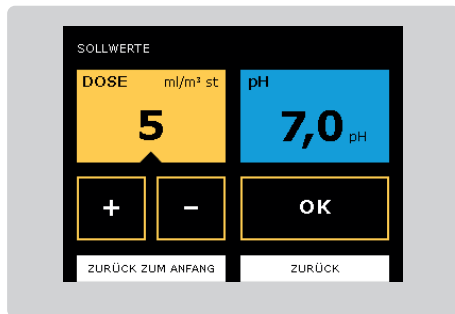 SOLLWERTE
DOSE ml/m³ st
5
pH
7,0 pH
+ − OK
ZURÜCK ZUM ANFANG ZURÜCK